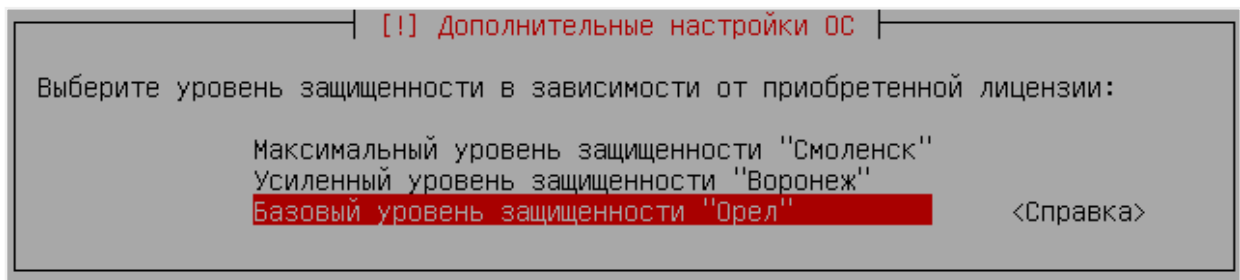 [!] Дополнительные настройки ОС
Выберите уровень защищенности в зависимости от приобретенной лицензии:
Максимальный уровень защищенности "Смоленск"
Усиленный уровень защищенности "Воронеж"
Базовый уровень защищенности "Орел" <Справка>